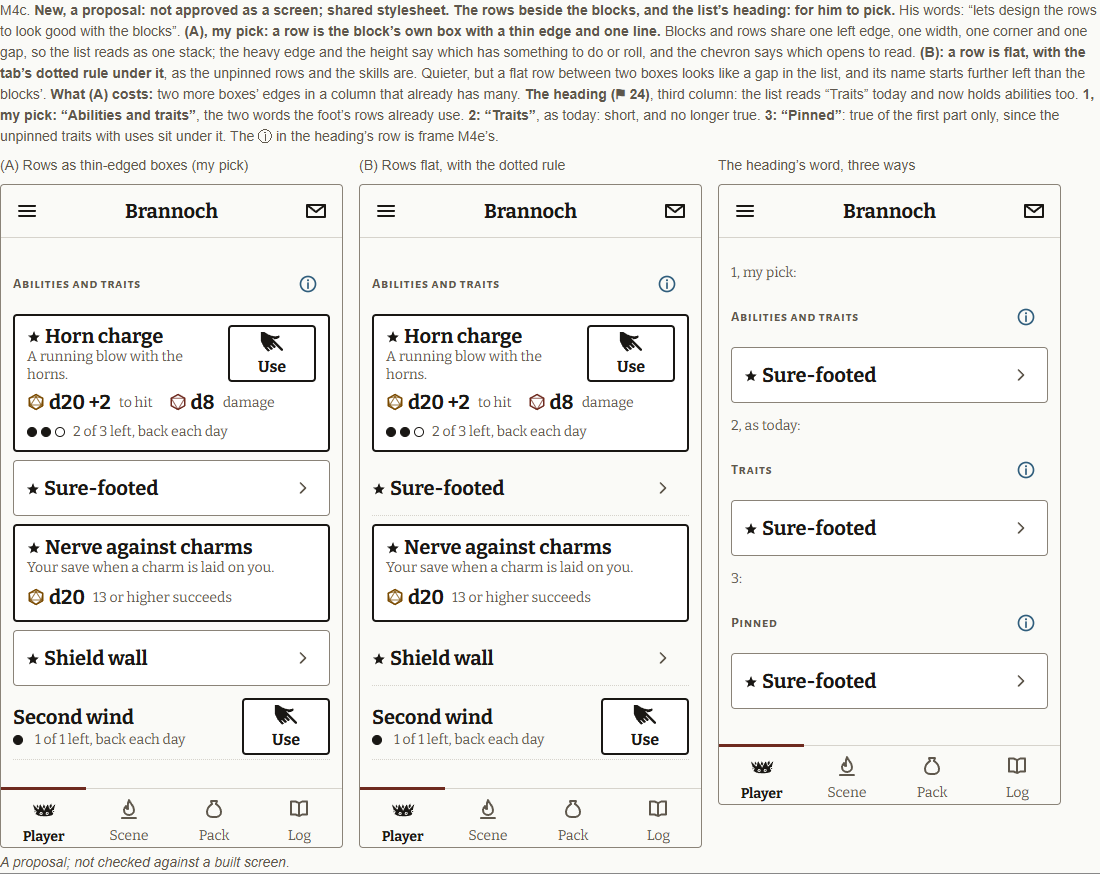 M4c. New, a proposal: not approved as a screen; shared stylesheet. The rows beside the blocks, and the list's heading: for him to pick. His words: “lets design the rows
to look good with the blocks”. (A), my pick: a row is the block's own box with a thin edge and one line. Blocks and rows share one left edge, one width, one corner and one
gap, so the list reads as one stack; the heavy edge and the height say which has something to do or roll, and the chevron says which opens to read. (B): a row is flat, with the
tab's dotted rule under it, as the unpinned rows and the skills are. Quieter, but a flat row between two boxes looks like a gap in the list, and its name starts further left than the
blocks'. What (A) costs: two more boxes' edges in a column that already has many. The heading (⚑ 24), third column: the list reads “Traits” today and now holds abilities too. 1,
my pick: “Abilities and traits”, the two words the foot's rows already use. 2: “Traits”, as today: short, and no longer true. 3: “Pinned”: true of the first part only, since the
unpinned traits with uses sit under it. The ⓘ in the heading's row is frame M4e's.
(A) Rows as thin-edged boxes (my pick)
Brannoch
Abilities and traits
★ Horn charge
A running blow with the
horns.
Use
d20 +2 to hit d8 damage
2 of 3 left, back each day
★ Sure-footed
★ Nerve against charms
Your save when a charm is laid on you.
d20 13 or higher succeeds
★ Shield wall
Second wind
1 of 1 left, back each day
Use
Player Scene Pack Log
(B) Rows flat, with the dotted rule
Brannoch
Abilities and traits
★ Horn charge
A running blow with the
horns.
Use
d20 +2 to hit d8 damage
2 of 3 left, back each day
★ Sure-footed
★ Nerve against charms
Your save when a charm is laid on you.
d20 13 or higher succeeds
★ Shield wall
Second wind
1 of 1 left, back each day
Use
Player Scene Pack Log
The heading's word, three ways
Brannoch
1, my pick:
Abilities and traits
★ Sure-footed
2, as today:
Traits
★ Sure-footed
3:
Pinned
★ Sure-footed
Player Scene Pack Log
A proposal; not checked against a built screen.